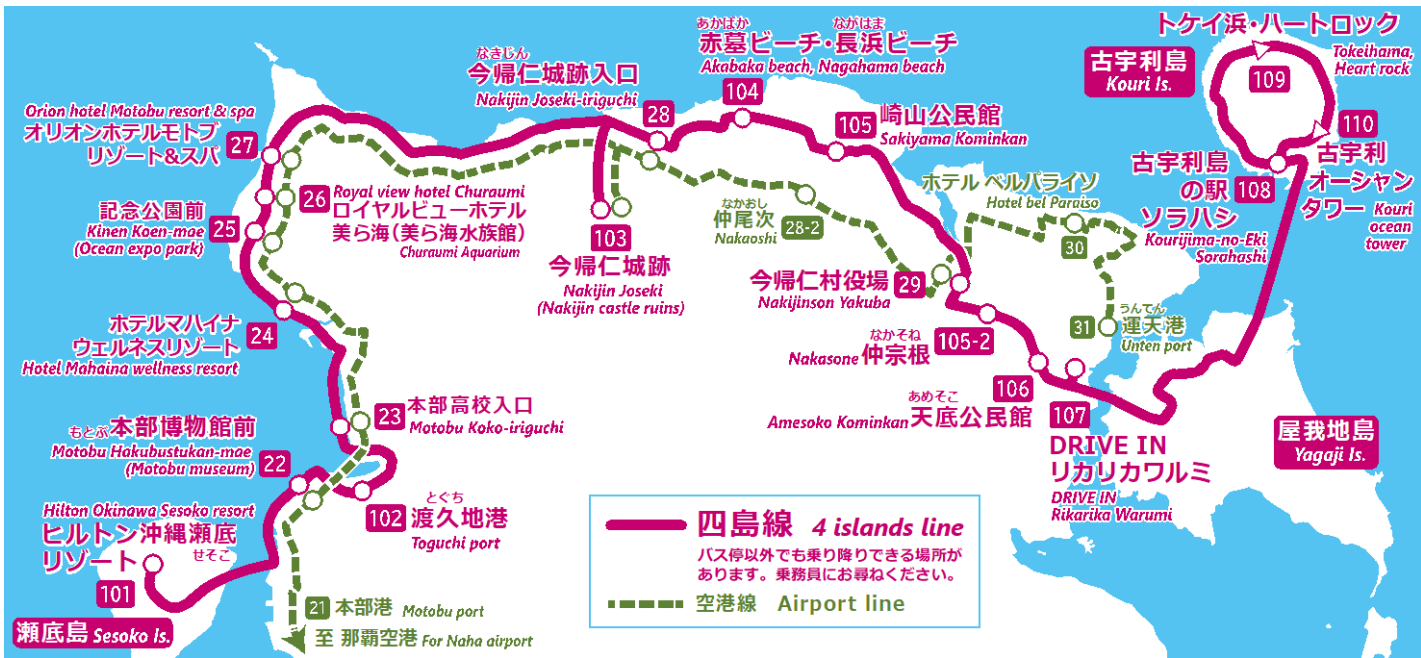 トケイ浜・ハートロック
Tokeihama,
Heart rock
古宇利島
Kouri Is.
109
110
古宇利
オーシャン
タワー
Kouri
ocean
tower
古宇利島
の駅
ソラハシ
108
Kourijima-no-Eki
Sorahashi
あかばか
ながはま
赤墓ビーチ・長浜ビーチ
Akabaka beach, Nagahama beach
104
なきじん
今帰仁城跡入口
Nakijin Joseki-iriguchi
28
105
崎山公民館
Sakiyama Kominkan
Orion hotel Motobu resort & spa
オリオンホテルモトブ
リゾート&スパ
27
26
Royal view hotel Churaumi
ロイヤルビューホテル
美ら海(美ら海水族館)
Churaumi Aquarium
記念公園前
Kinen Koen-mae
(Ocean expo park)
25
103
今帰仁城跡
Nakijin Joseki
(Nakijin castle ruins)
なかおし
仲尾次
Nakaoshi
28-2
ホテル ベルパライソ
Hotel bel Paraiso
30
今帰仁村役場
Nakijinson Yakuba
29
31
うんてん
運天港
Unten port
ホテルマハイナ
ウェルネスリゾート
Hotel Mahaina wellness resort
24
なかそね
Nakasone 仲宗根
105-2
あめそこ
Amesoko Kominkan 天底公民館
106
107
DRIVE IN
リカリカワルミ
DRIVE IN
Rikarika Warumi
屋我地島
Yagaji Is.
23
本部高校入口
Motobu Koko-iriguchi
もとぶ
本部博物館前
Motobu Hakubustukan-mae
(Motobu museum)
22
102
とぐち
渡久地港
Toguchi port
Hilton Okinawa Sesoko resort
ヒルトン沖縄瀬底
せそこ
リゾート
101
瀬底島 Sesoko Is.
21 本部港 Motobu port
至 那覇空港 For Naha airport
四島線 4 islands line
バス停以外でも乗り降りできる場所が
あります。乗務員にお尋ねください。
空港線 Airport line